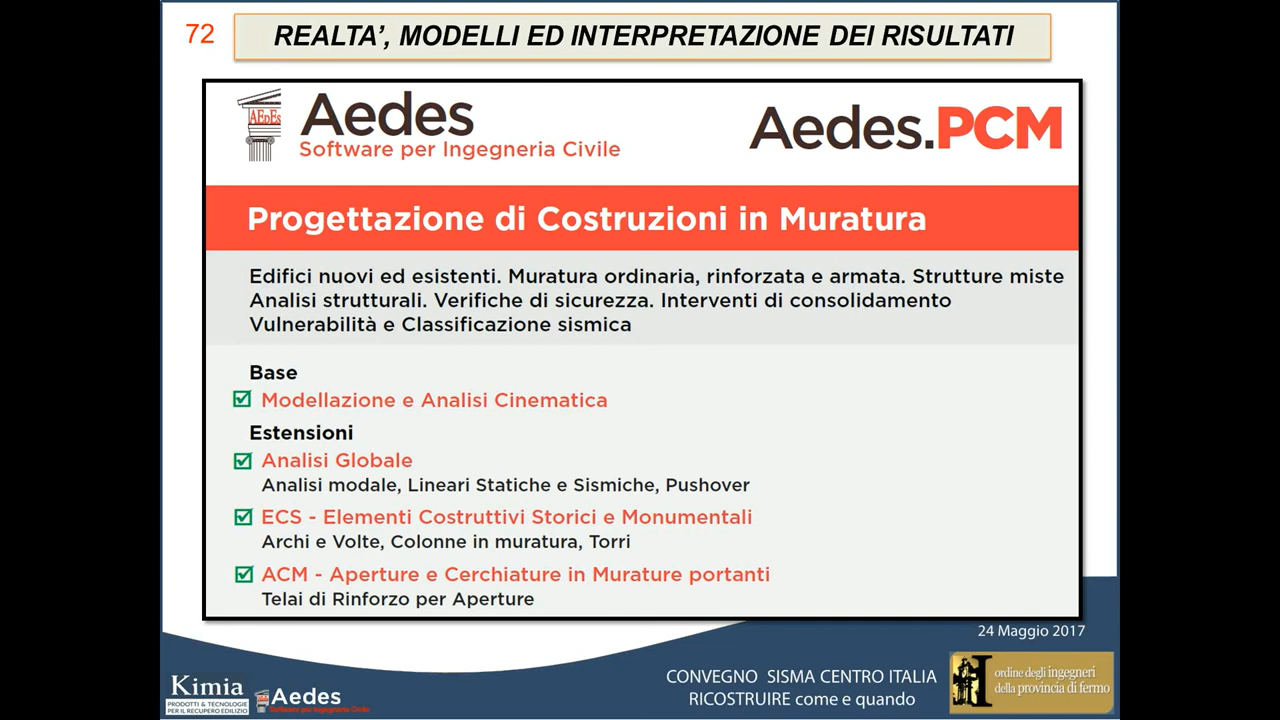 72
REALTA’, MODELLI ED INTERPRETAZIONE DEI RISULTATI
AEDES
Aedes
Software per Ingegneria Civile
Aedes.PCM
Progettazione di Costruzioni in Muratura
Edifici nuovi ed esistenti. Muratura ordinaria, rinforzata e armata. Strutture miste
Analisi strutturali. Verifiche di sicurezza. Interventi di consolidamento
Vulnerabilità e Classificazione sismica
Base
Modellazione e Analisi Cinematica
Estensioni
Analisi Globale
Analisi modale, Lineari Statiche e Sismiche, Pushover
ECS - Elementi Costruttivi Storici e Monumentali
Archi e Volte, Colonne in muratura, Torri
ACM - Aperture e Cerchiature in Murature portanti
Telai di Rinforzo per Aperture
24 Maggio 2017
Kimia
PRODOTTI & TECNOLOGIE
PER IL RECUPERO EDILIZIO
Aedes
Software per Ingegneria Civile
CONVEGNO SISMA CENTRO ITALIA
RICOSTRUIRE come e quando
ordine degli ingegneri
della provincia di fermo